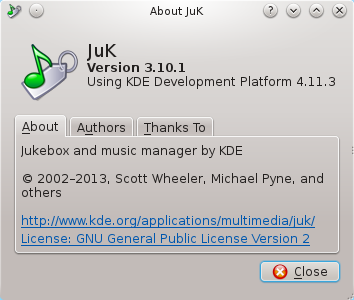 About JuK
JuK
Version 3.10.1
Using KDE Development Platform 4.11.3
About
Authors
Thanks To
Jukebox and music manager by KDE
© 2002–2013, Scott Wheeler, Michael Pyne, and
others
http://www.kde.org/applications/multimedia/juk/
License: GNU General Public License Version 2
Close